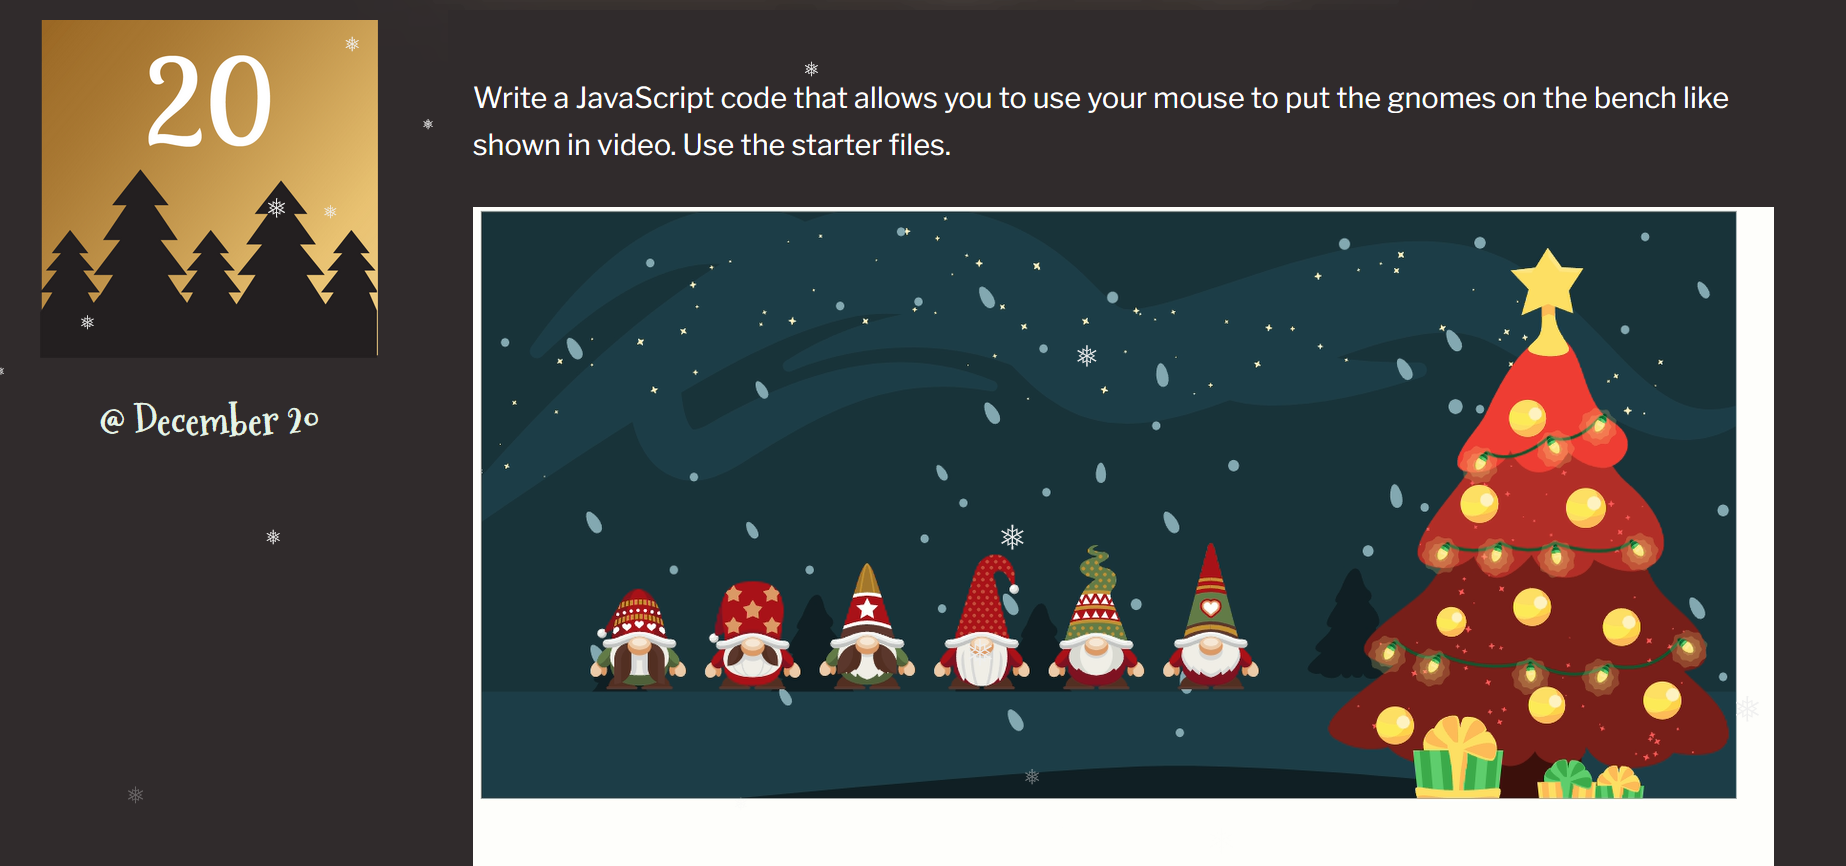 20
@ December 20
Write a JavaScript code that allows you to use your mouse to put the gnomes on the bench like
shown in video. Use the starter files.